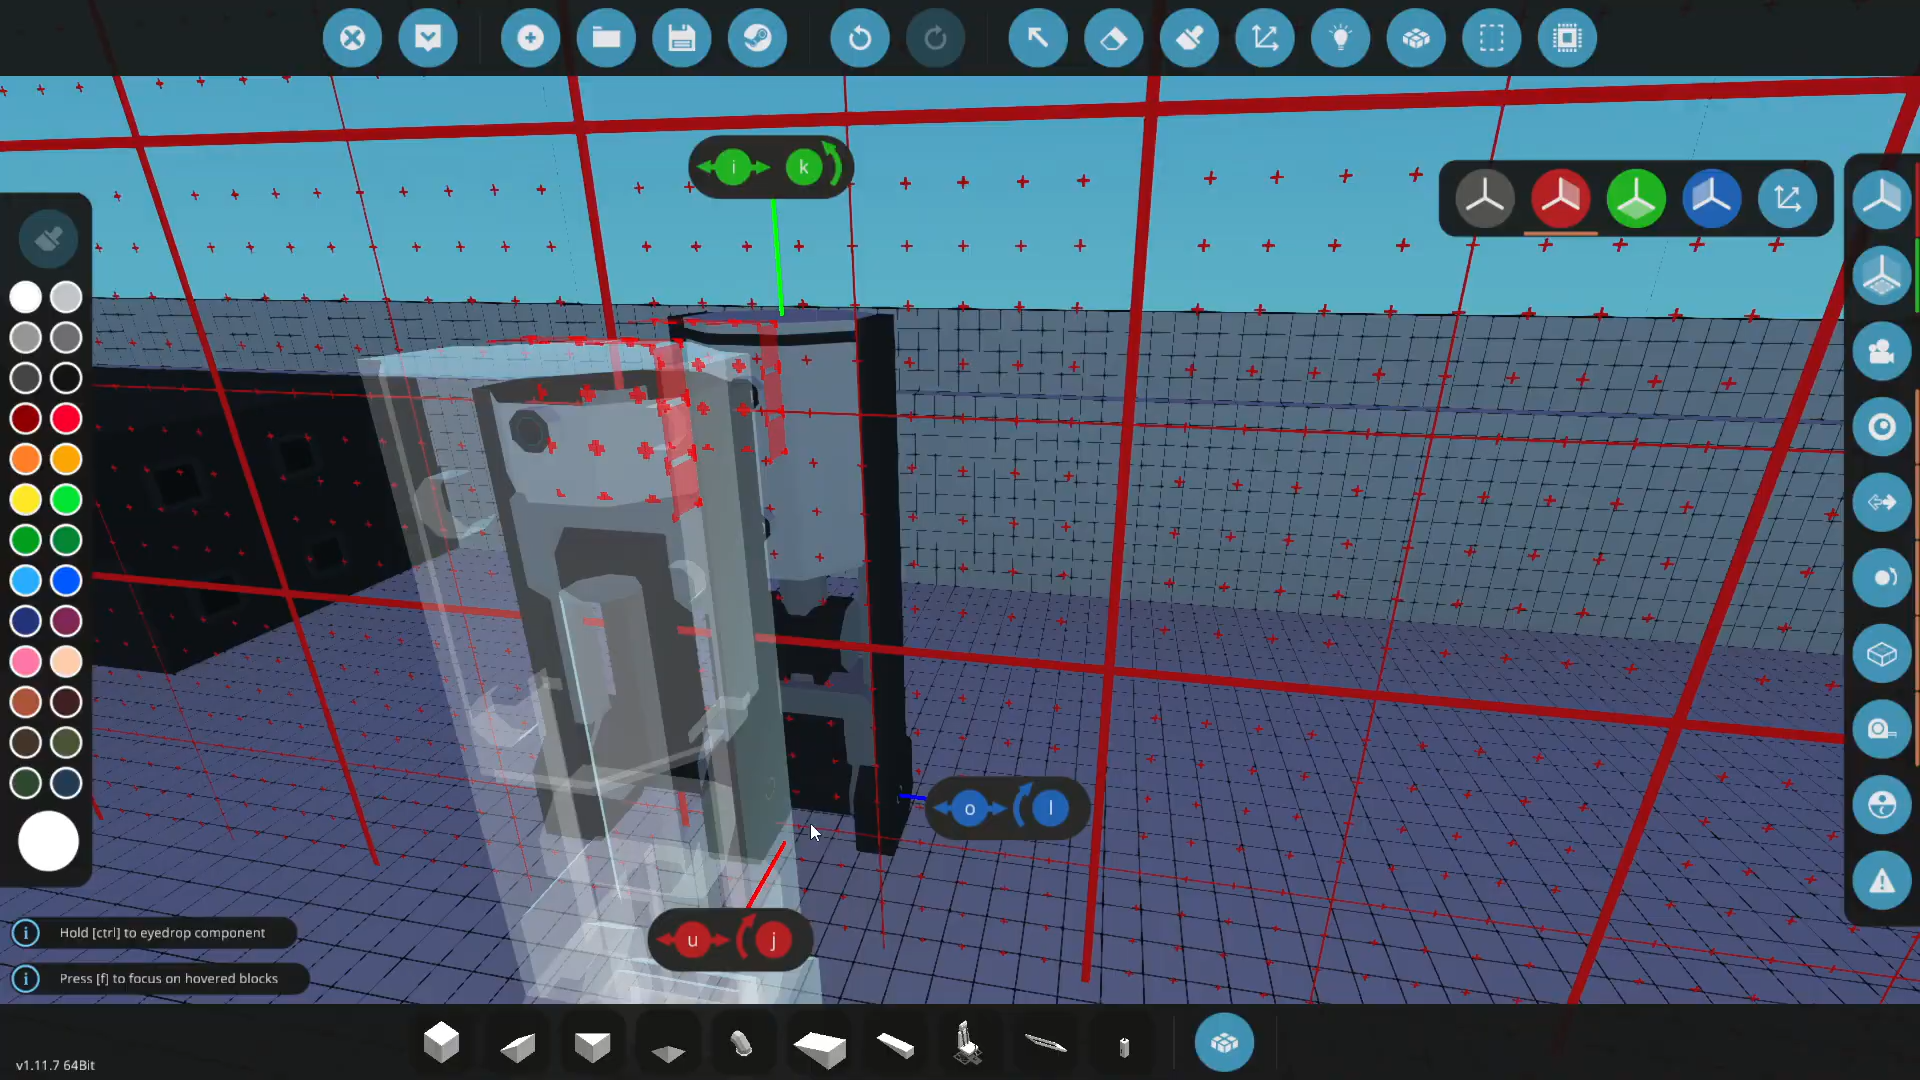 i k
o l
u j
Hold [ctrl] to eyedrop component
Press [f] to focus on hovered blocks
v1.11.7 64Bit